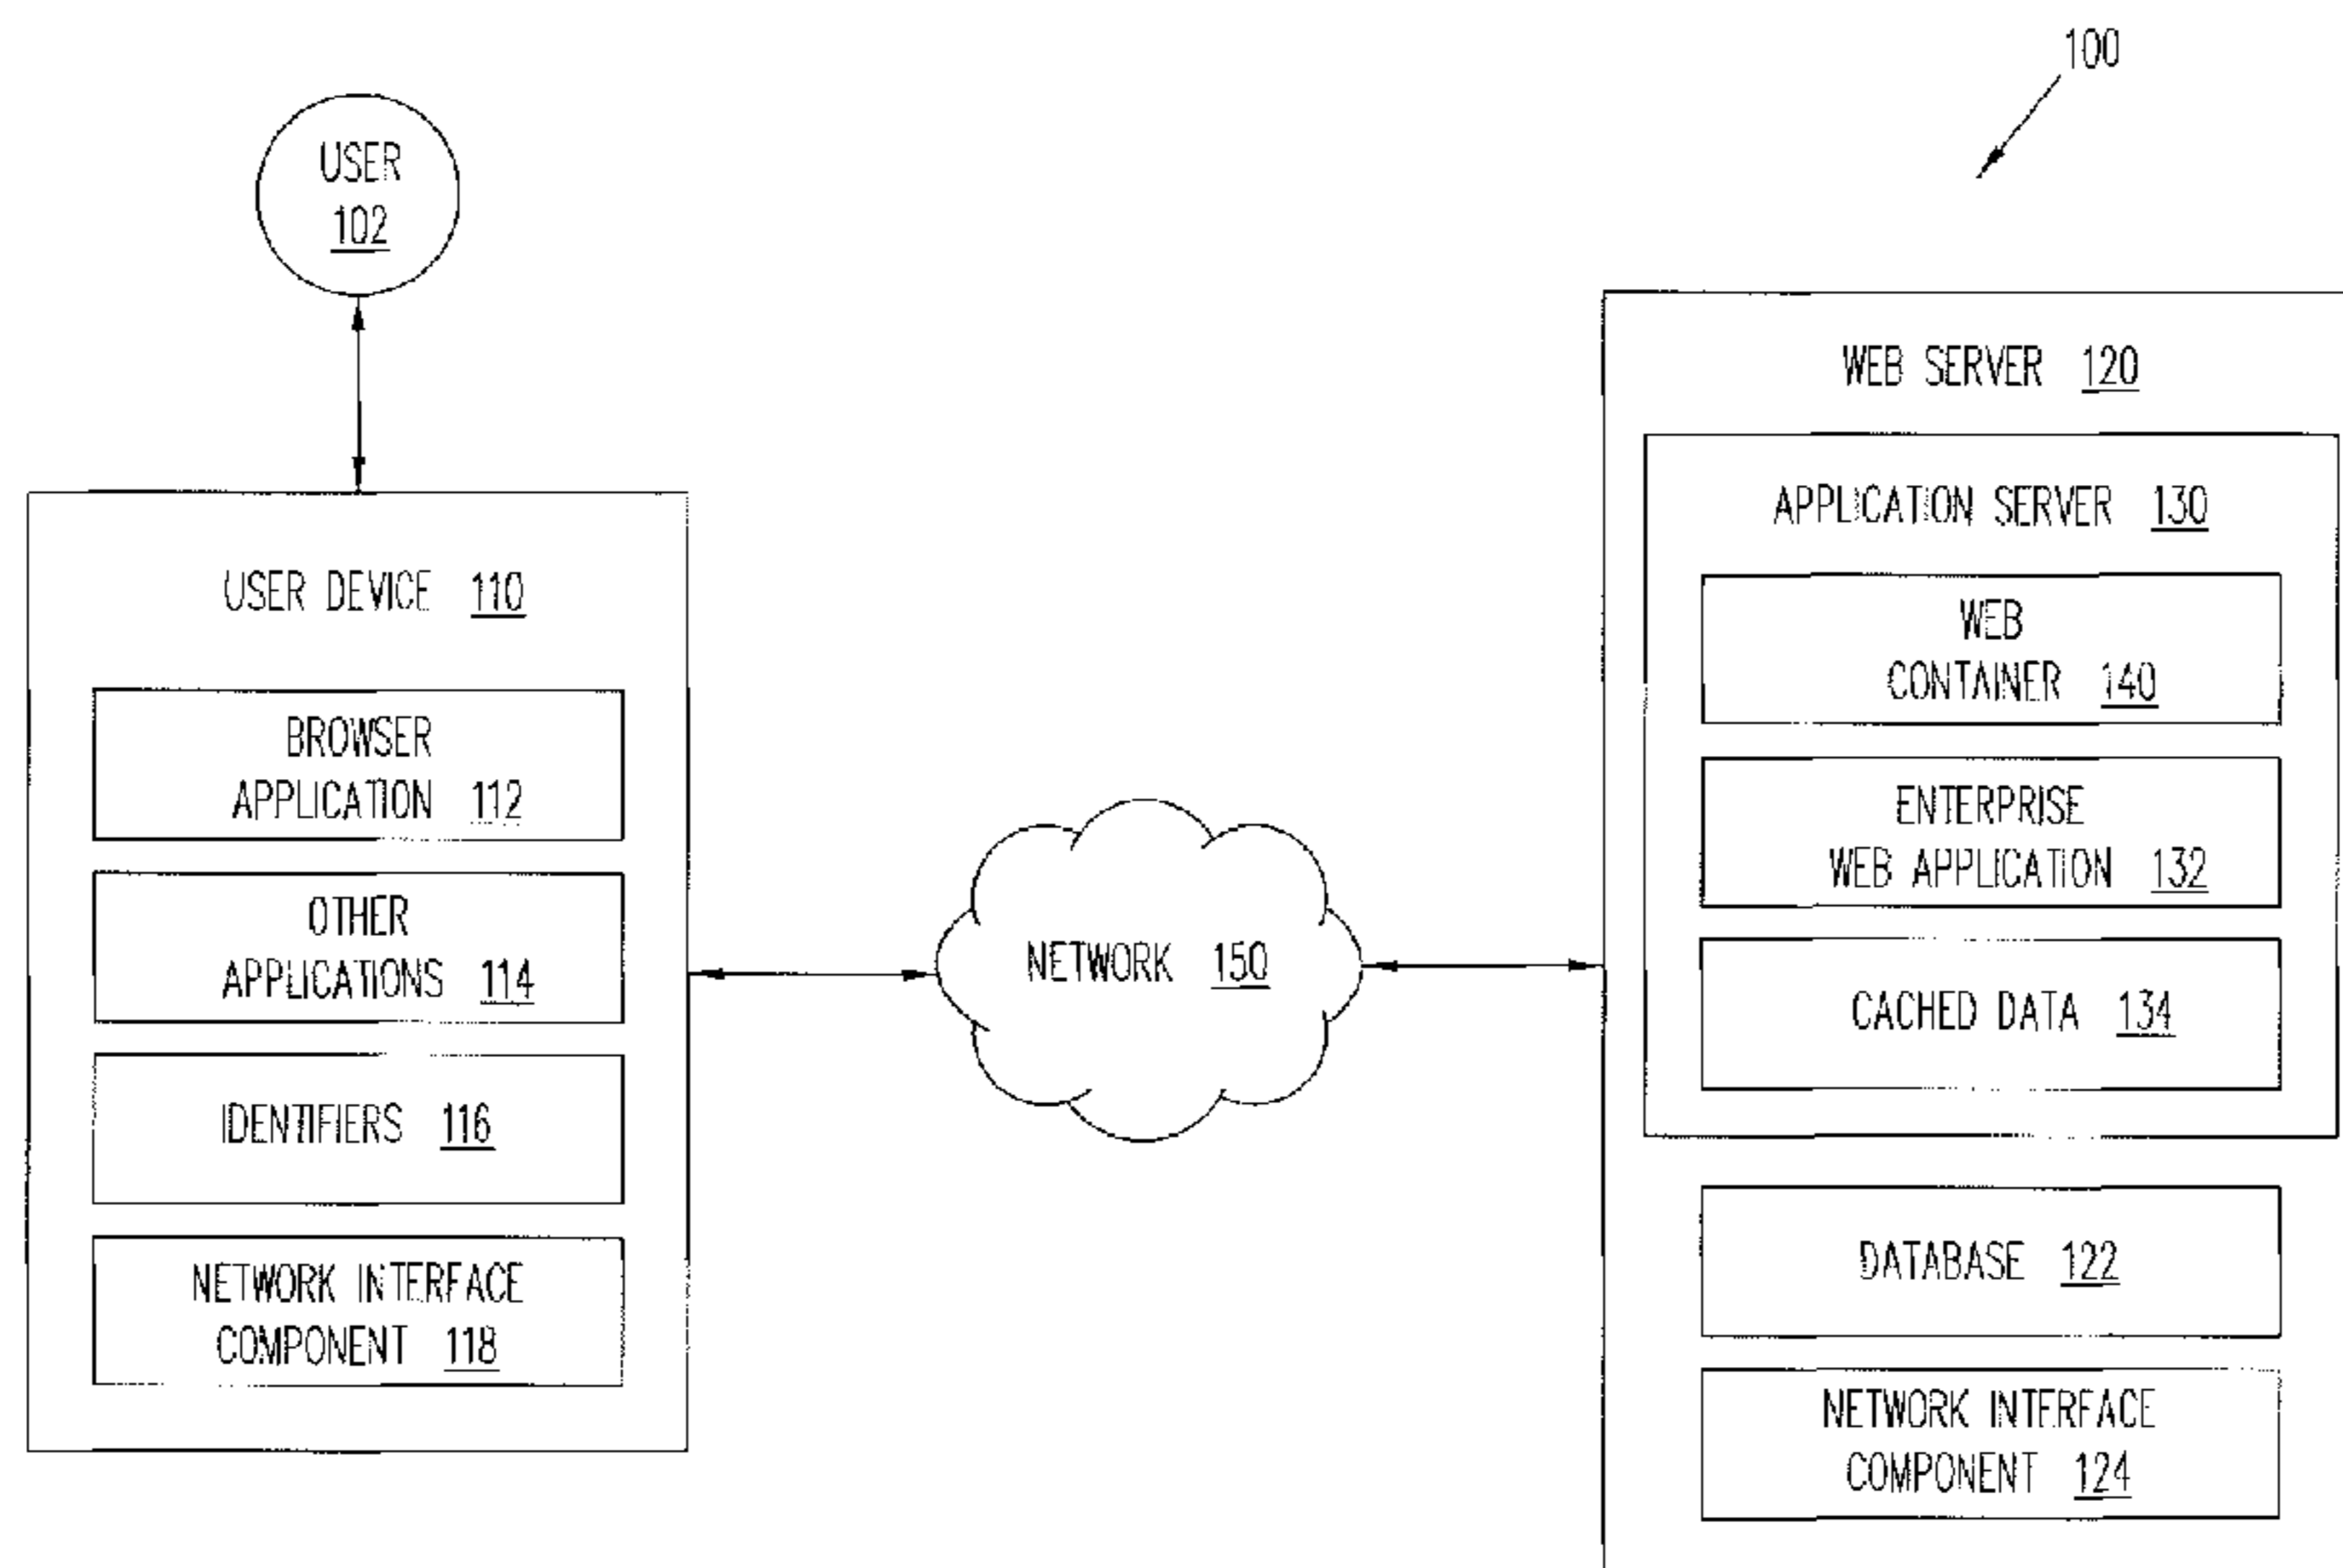 100
USER
102
USER DEVICE 110
BROWSER
APPLICATION 112
OTHER
APPLICATIONS 114
IDENTIFIERS 116
NETWORK INTERFACE
COMPONENT 118
NETWORK 150
WEB SERVER 120
APPLICATION SERVER 130
WEB
CONTAINER 140
ENTERPRISE
WEB APPLICATION 132
CACHED DATA 134
DATABASE 122
NETWORK INTERFACE
COMPONENT 124